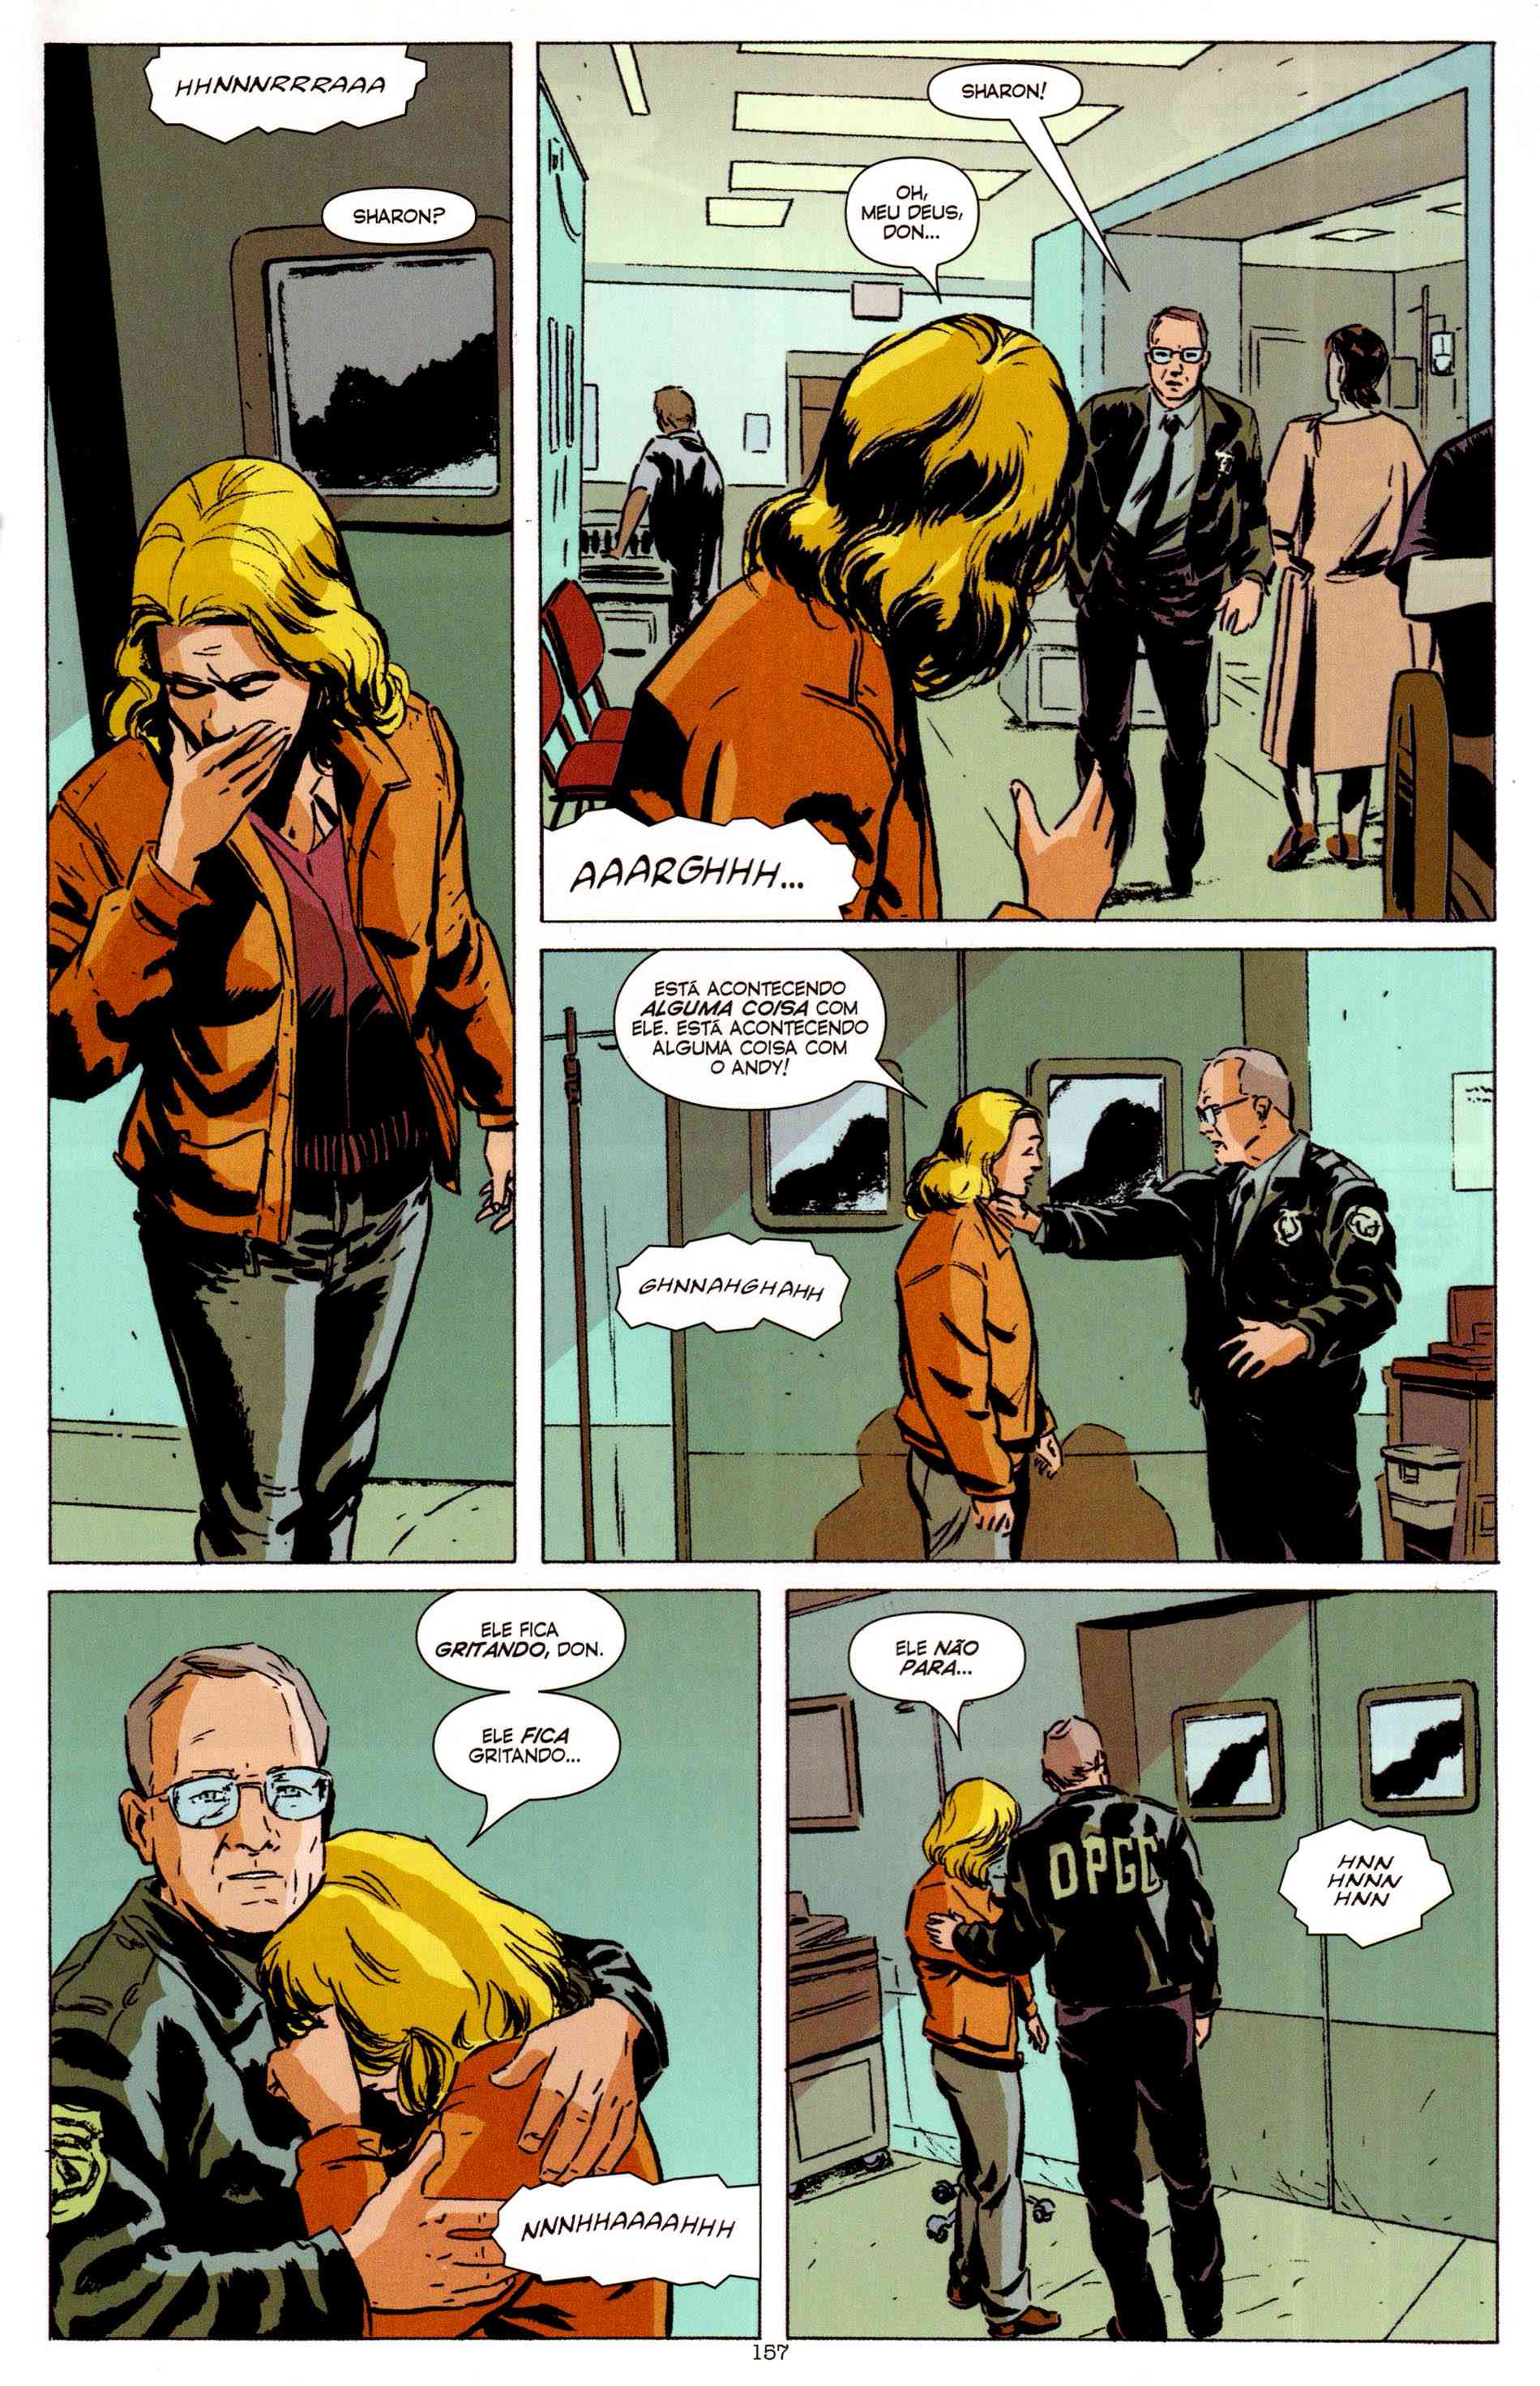 HHNNNRRRAAA
SHARON?
SHARON!
OH,
MEU DEUS,
DON...
AAARGHHH...
ESTÁ ACONTECENDO
ALGUMA COISA COM
ELE. ESTÁ ACONTECENDO
ALGUMA COISA COM
O ANDY!
GHNNAHGHAHH
ELE FICA
GRITANDO, DON.
ELE FICA
GRITANDO...
NNNHHAAAAHHH
ELE NÃO
PARA...
DPGC
HNN
HNNN
HNN
157